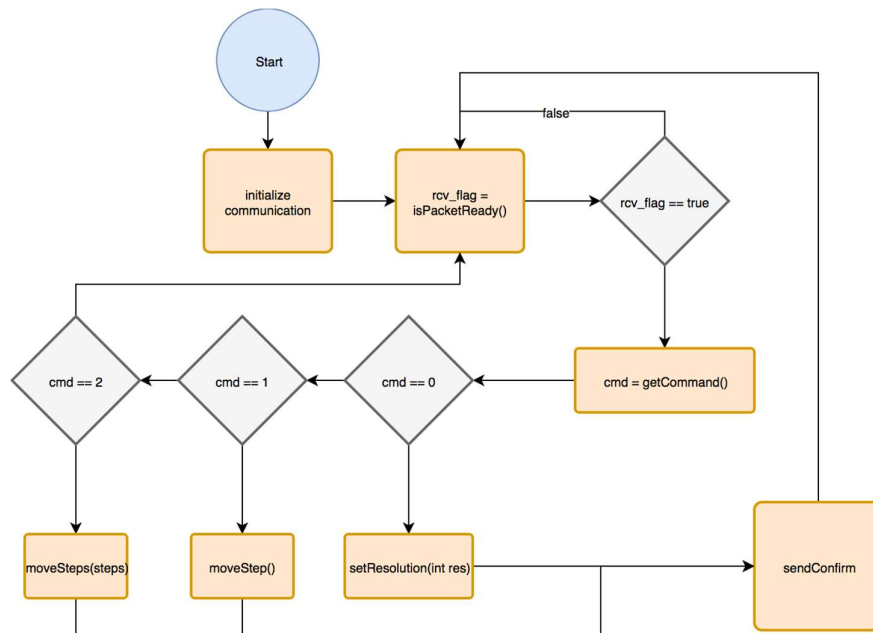 Start
false
initialize
communication
rcv_flag =
isPacketReady()
rcv_flag == true
cmd == 2
cmd == 1
cmd == 0
cmd = getCommand()
moveSteps(steps)
moveStep()
setResolution(int res)
sendConfirm